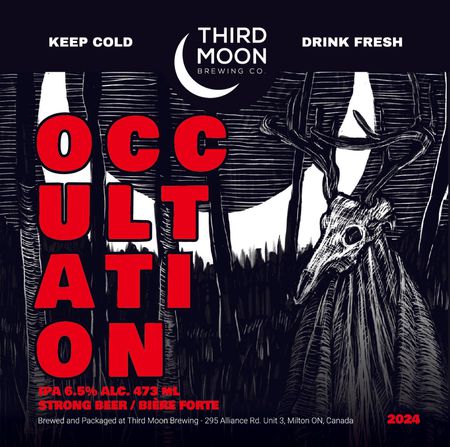 KEEP COLD
THIRD
MOON
BREWING CO.
DRINK FRESH
OCC
ULT
ATI
ON
IPA 6.5% ALC. 473 ML
STRONG BEER / BIÈRE FORTE
Brewed and Packaged at Third Moon Brewing - 295 Alliance Rd. Unit 3, Milton ON, Canada
2024